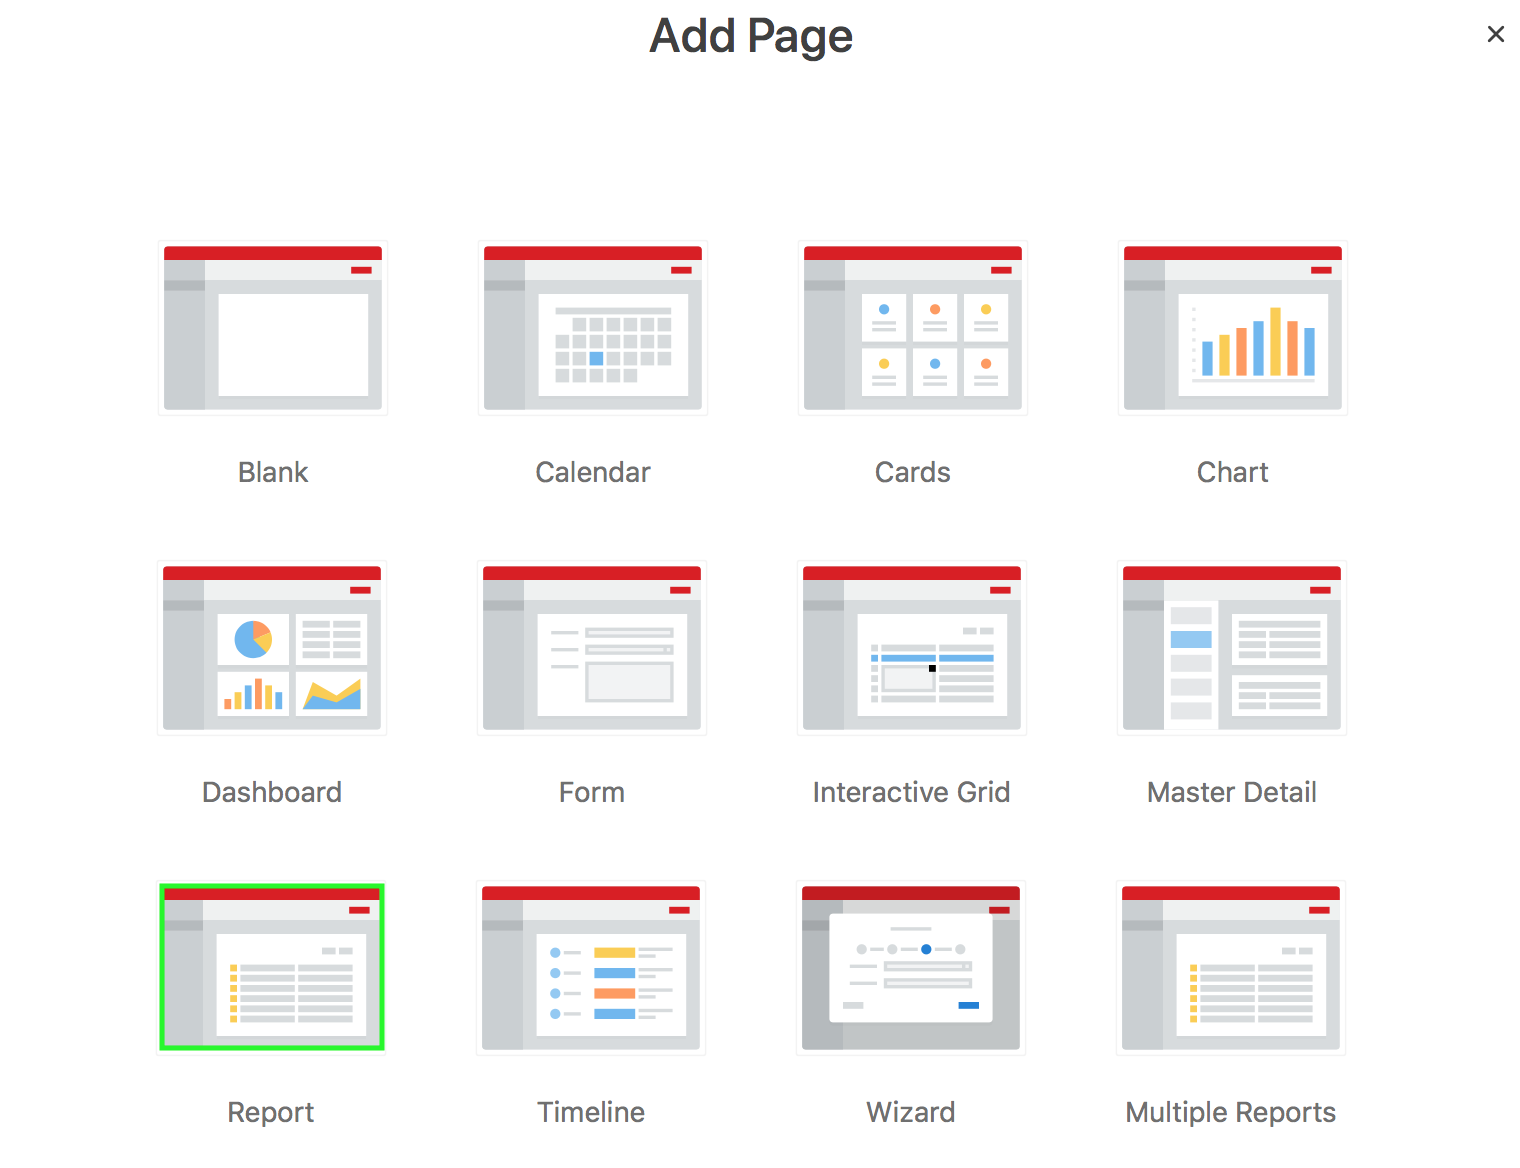 Add Page
Blank
Calendar
Cards
Chart
Dashboard
Form
Interactive Grid
Master Detail
Report
Timeline
Wizard
Multiple Reports